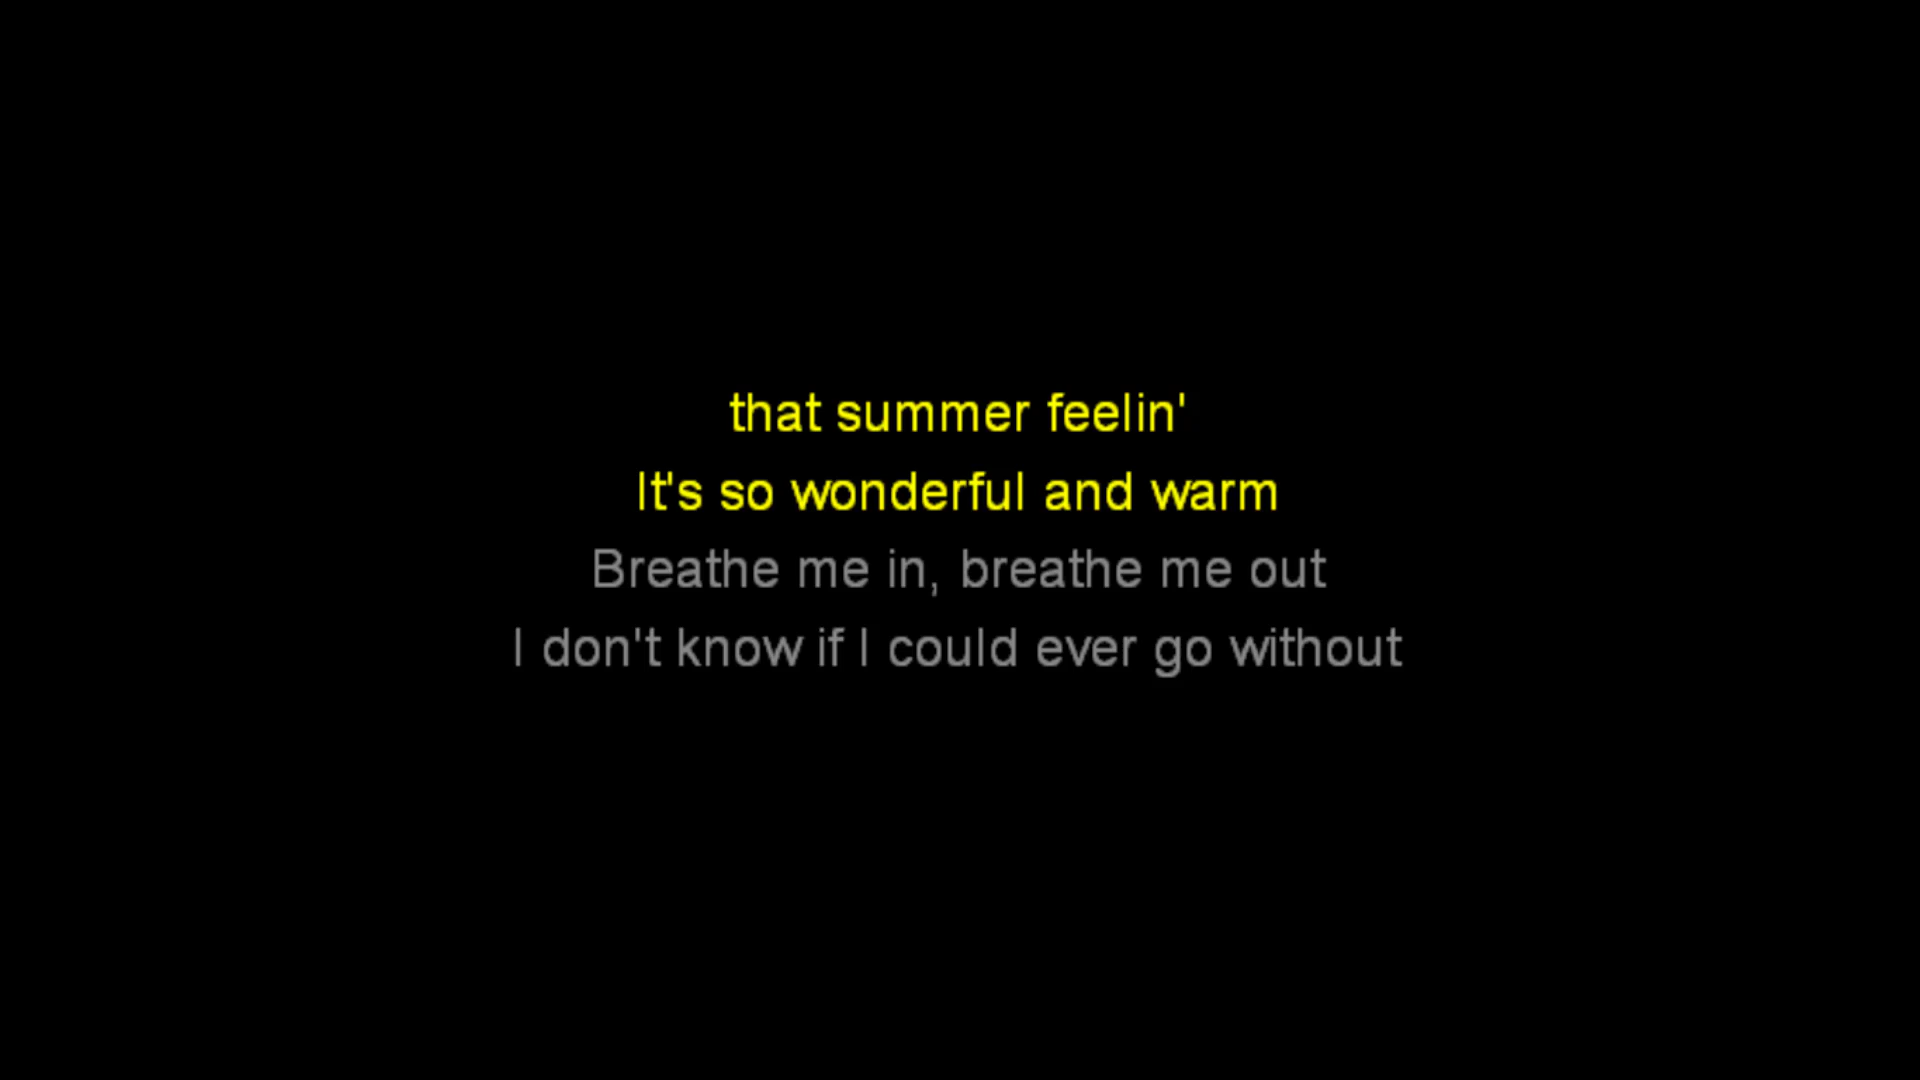 that summer feelin'
It's so wonderful and warm
Breathe me in, breathe me out
I don't know if I could ever go without